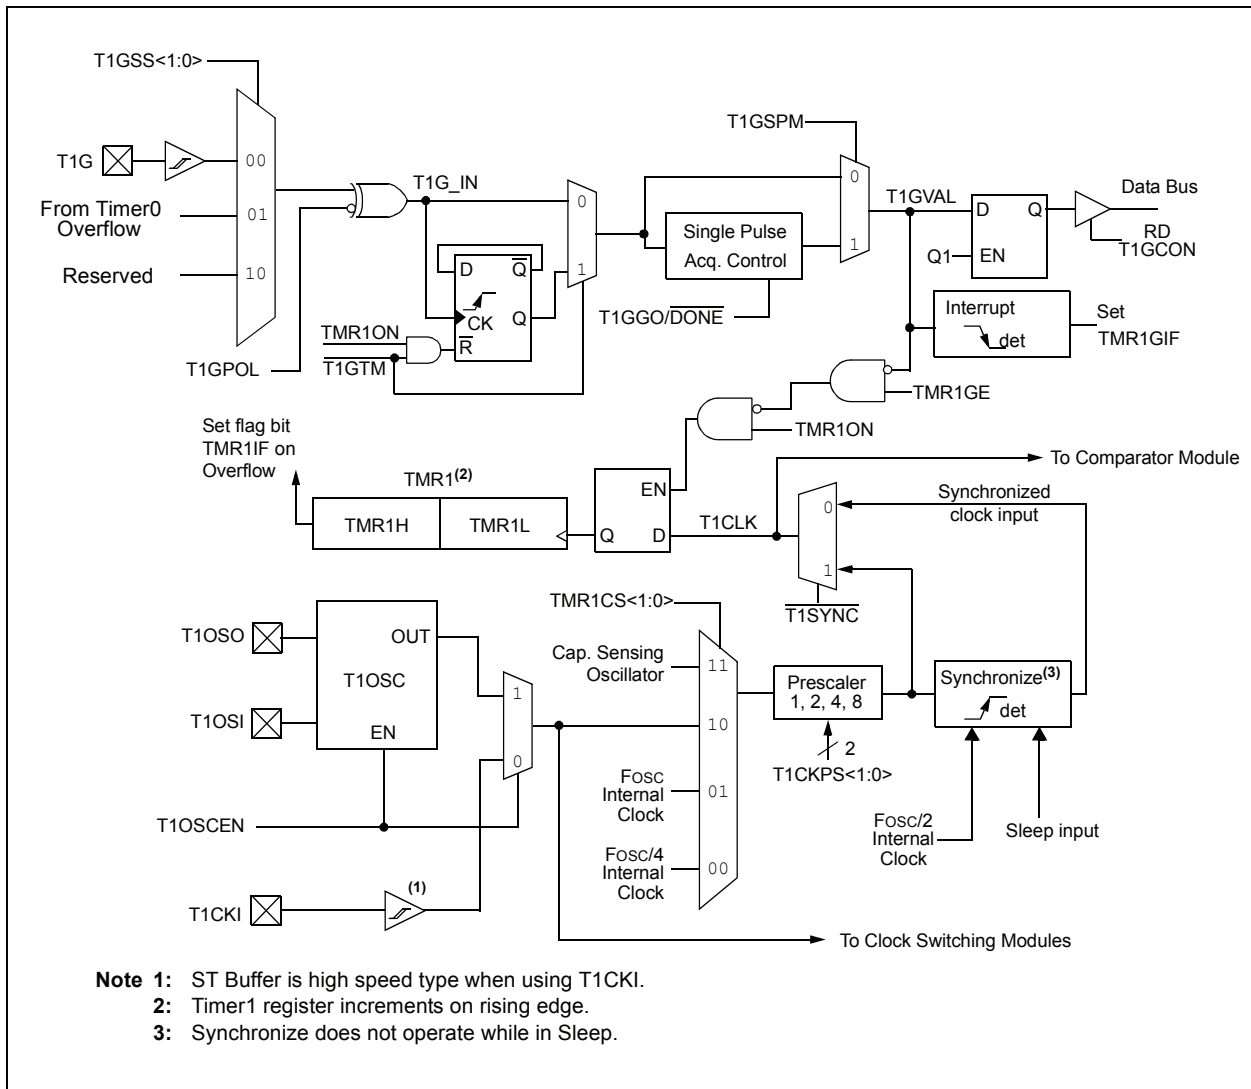 T1GSS<1:0>
T1G
00
From Timer0
Overflow
01
Reserved
10
T1GPOL
T1G_IN
0
1
D
Q̅
CK
Q
R̅
TMR1ON
T1GTM
T1GSPM
0
1
Single Pulse
Acq. Control
T1GGO/D̅O̅N̅E̅
T1GVAL
D
Q
Q1
EN
Data Bus
RD
T1GCON
Interrupt
det
Set
TMR1GIF
TMR1GE
TMR1ON
Set flag bit
TMR1IF on
Overflow
TMR1(2)
TMR1H
TMR1L
EN
Q
D
T1CLK
To Comparator Module
0
1
Synchronized
clock input
T̅1̅S̅Y̅N̅C̅
T1OSO
T1OSI
OUT
T1OSC
EN
1
0
T1OSCEN
T1CKI
(1)
TMR1CS<1:0>
Cap. Sensing
Oscillator
11
10
FOSC
Internal
Clock
01
FOSC/4
Internal
Clock
00
Prescaler
1, 2, 4, 8
2
T1CKPS<1:0>
Synchronize(3)
det
FOSC/2
Internal
Clock
Sleep input
To Clock Switching Modules
Note 1: ST Buffer is high speed type when using T1CKI.
2: Timer1 register increments on rising edge.
3: Synchronize does not operate while in Sleep.